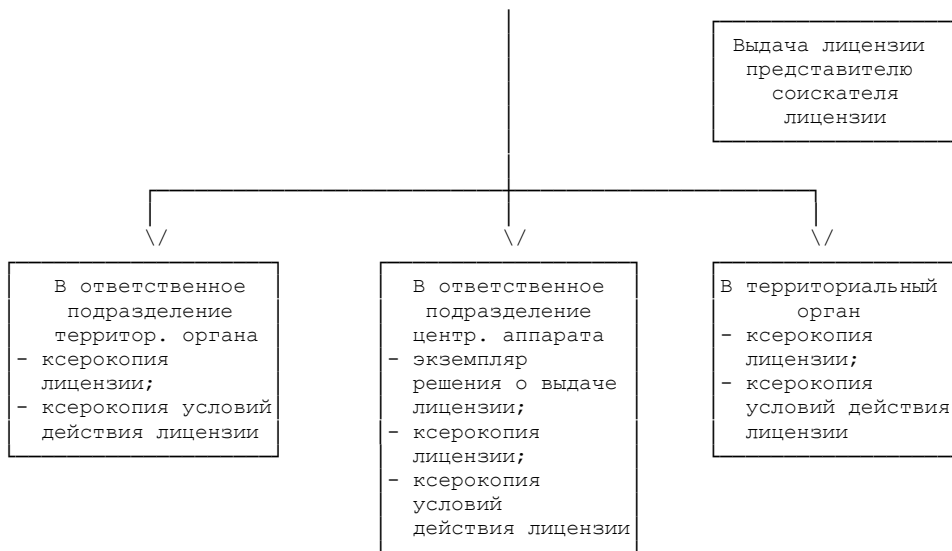 Выдача лицензии
представителю
соискателя
лицензии
В ответственное
подразделение
территор. органа
- ксерокопия
лицензии;
- ксерокопия условий
действия лицензии
В ответственное
подразделение
центр. аппарата
- экземпляр
решения о выдаче
лицензии;
- ксерокопия
лицензии;
- ксерокопия
условий
действия лицензии
В территориальный
орган
- ксерокопия
лицензии;
- ксерокопия
условий действия
лицензии